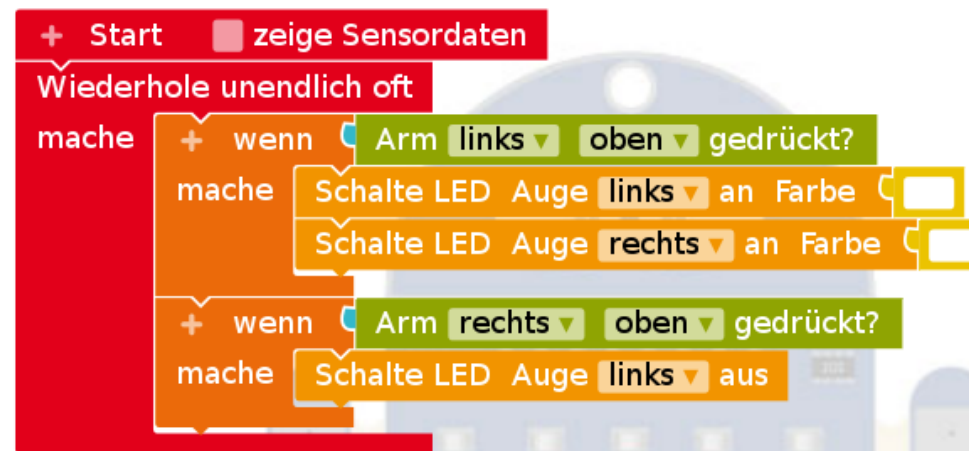 + Start zeige Sensordaten
Wiederhole unendlich oft
mache + wenn Arm links oben gedrückt?
mache Schalte LED Auge links an Farbe
Schalte LED Auge rechts an Farbe
+ wenn Arm rechts oben gedrückt?
mache Schalte LED Auge links aus